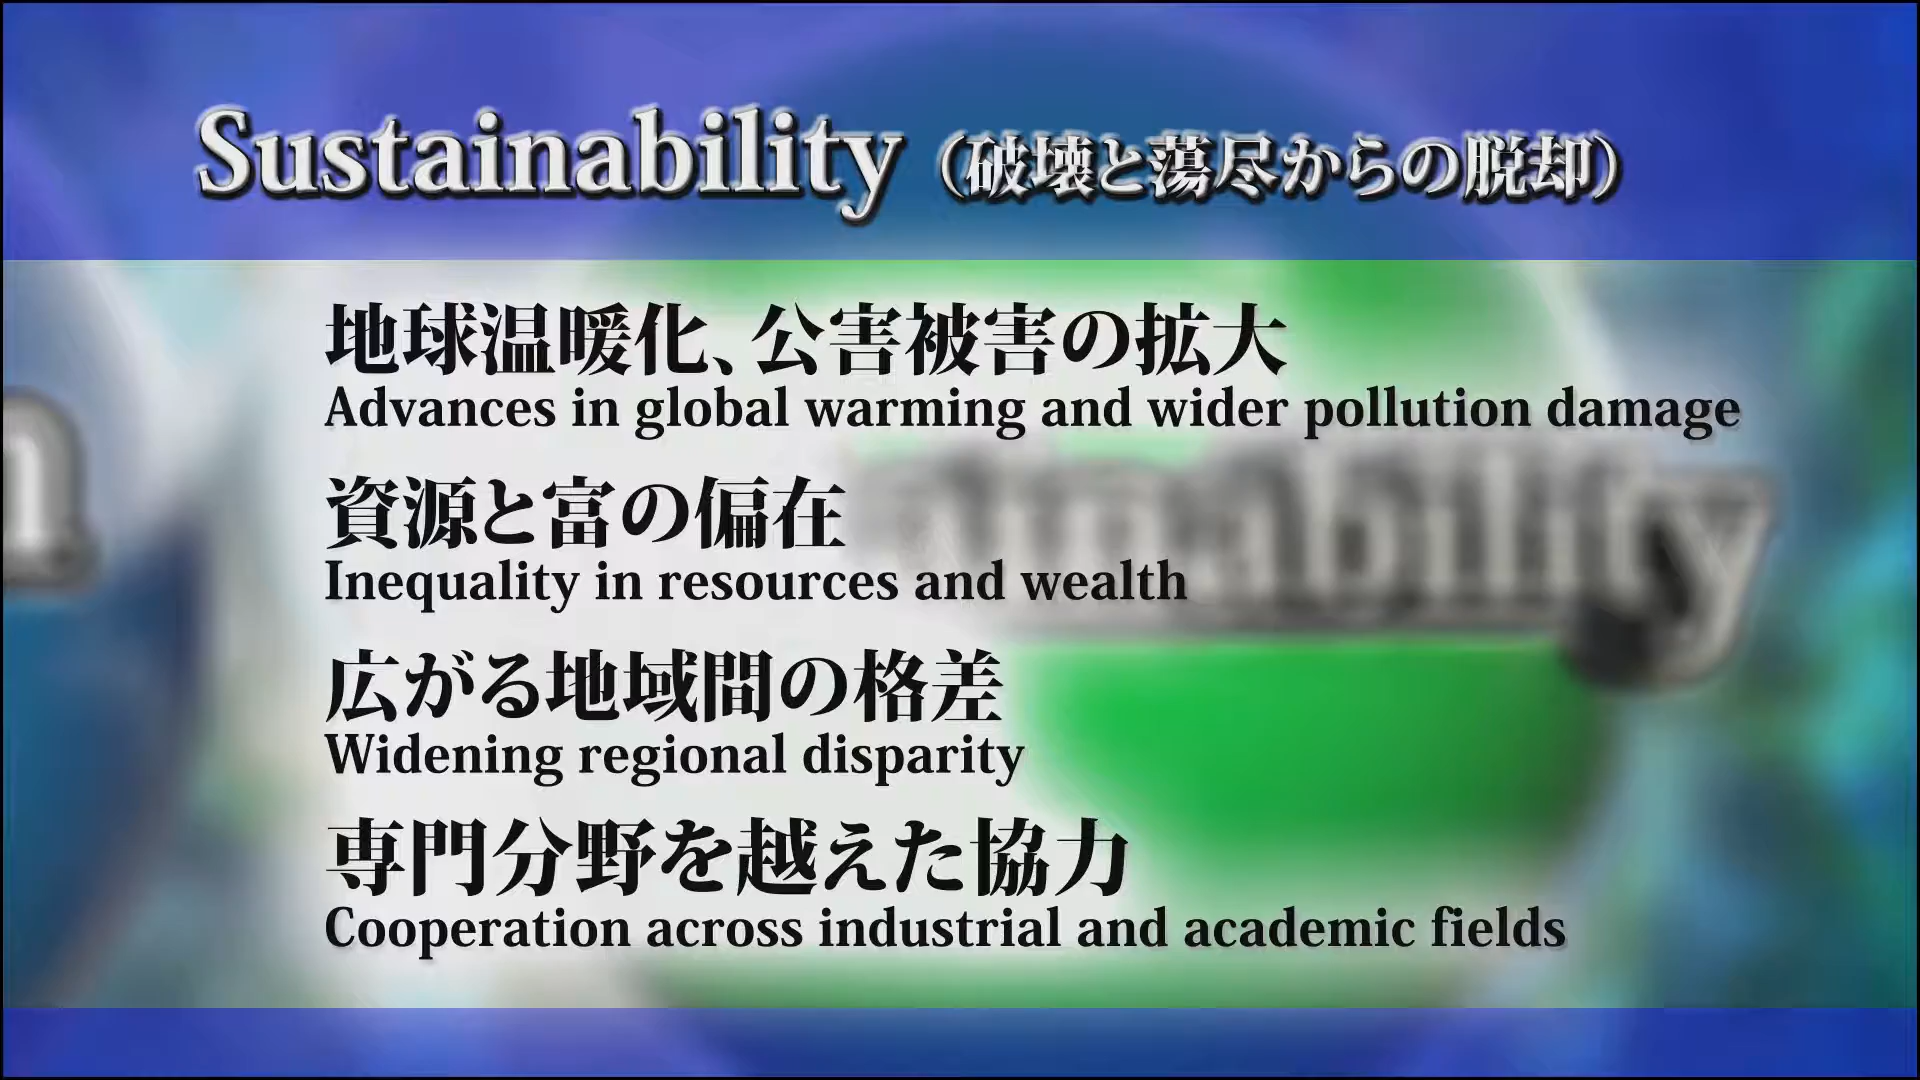 Sustainability（破壊と蕩尽からの脱却）
地球温暖化、公害被害の拡大
Advances in global warming and wider pollution damage
資源と富の偏在
Inequality in resources and wealth
広がる地域間の格差
Widening regional disparity
専門分野を越えた協力
Cooperation across industrial and academic fields